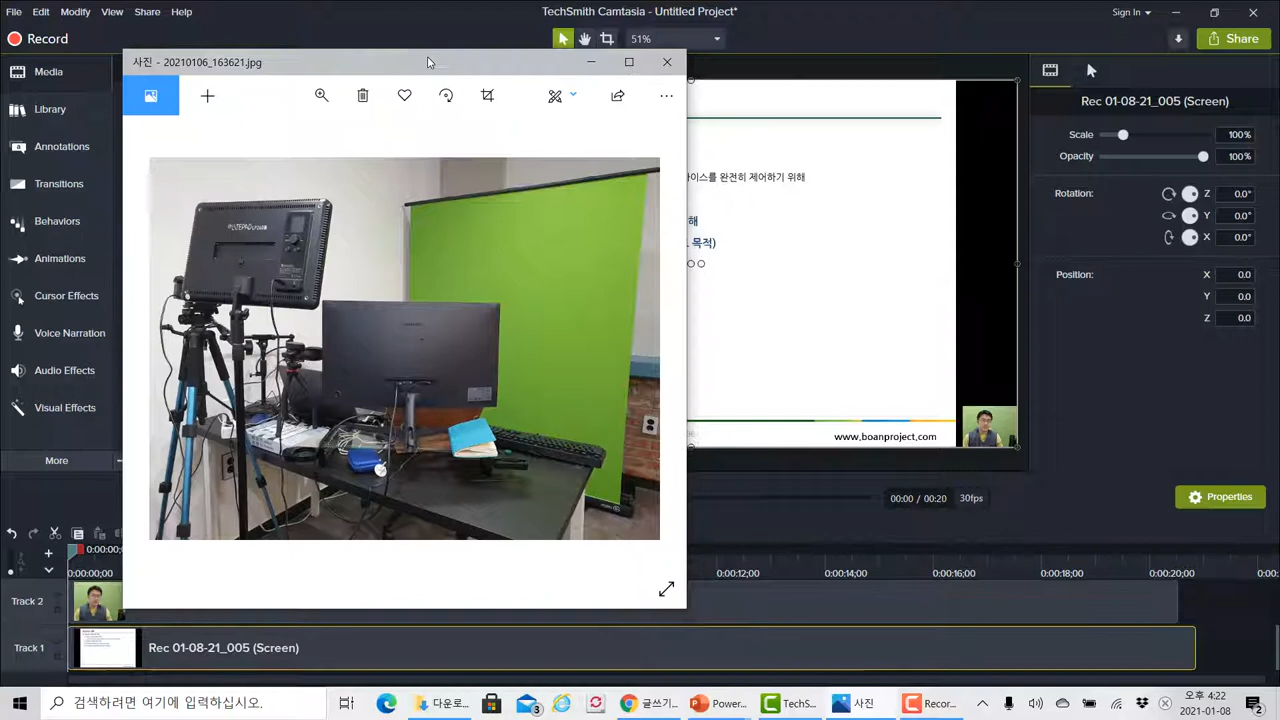 File Edit Modify View Share Help
TechSmith Camtasia - Untitled Project*
Sign In
Record
51%
Share
Media
Library
Annotations
Transitions
Behaviors
Animations
Cursor Effects
Voice Narration
Audio Effects
Visual Effects
More
사진 - 20210106_163621.jpg
이스를 완전히 제어하기 위해
해
목적)
www.boanproject.com
Rec 01-08-21_005 (Screen)
Scale 100%
Opacity 100%
Rotation: Z 0.0°
Y 0.0°
X 0.0°
Position: X 0.0
Y 0.0
Z 0.0
00:00 / 00:20 30fps
Properties
0:00:00;
0:00:00;00 0:00:12;00 0:00:14;00 0:00:16;00 0:00:18;00 0:00:20;00 0:00:
Track 2
Track 1
Rec 01-08-21_005 (Screen)
검색하려면 여기에 입력하십시오.
3
다운로...
글쓰기...
Power...
TechS...
사진
Recor...
오후 4:22
2021-01-08
2